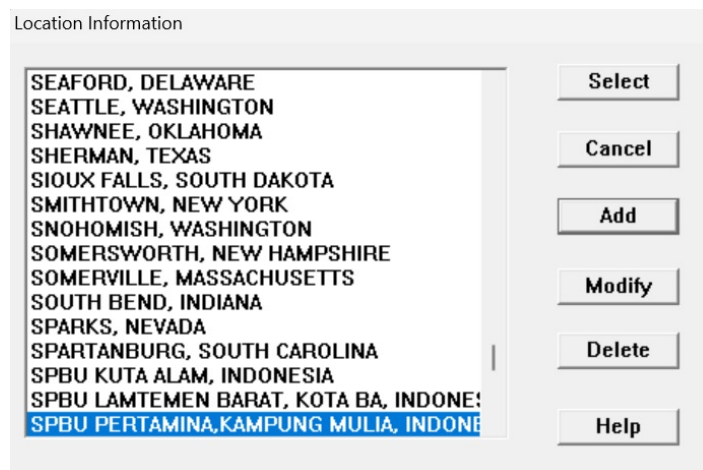 Location Information
SEAFORD, DELAWARE
SEATTLE, WASHINGTON
SHAWNEE, OKLAHOMA
SHERMAN, TEXAS
SIOUX FALLS, SOUTH DAKOTA
SMITHTOWN, NEW YORK
SNOHOMISH, WASHINGTON
SOMERSWORTH, NEW HAMPSHIRE
SOMERVILLE, MASSACHUSETTS
SOUTH BEND, INDIANA
SPARKS, NEVADA
SPARTANBURG, SOUTH CAROLINA
SPBU KUTA ALAM, INDONESIA
SPBU LAMTEMEN BARAT, KOTA BA, INDONES
SPBU PERTAMINA,KAMPUNG MULIA, INDONE
Select
Cancel
Add
Modify
Delete
Help